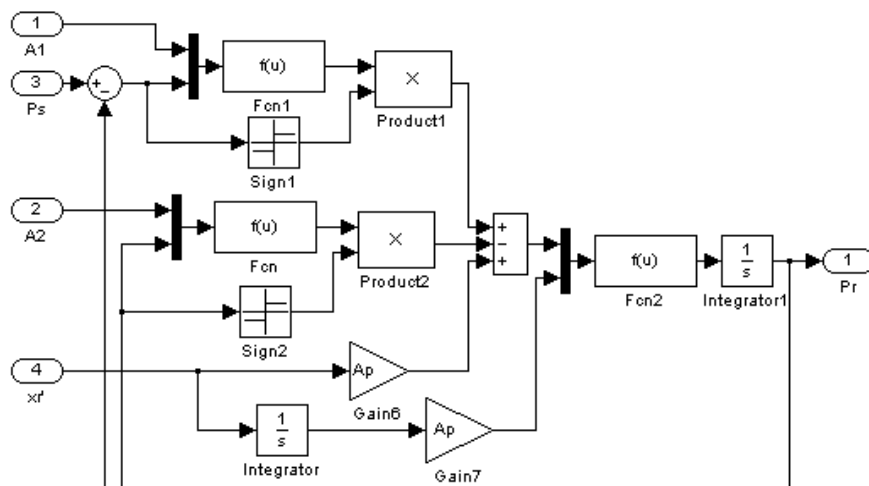 1
A1
f(u)
Fcn1
×
Product1
3
Ps
+
−
Sign1
2
A2
f(u)
Fcn
×
Product2
+
−
+
f(u)
Fcn2
1
s
Integrator1
1
Pr
Sign2
4
xr'
Ap
Gain6
1
s
Integrator
Ap
Gain7